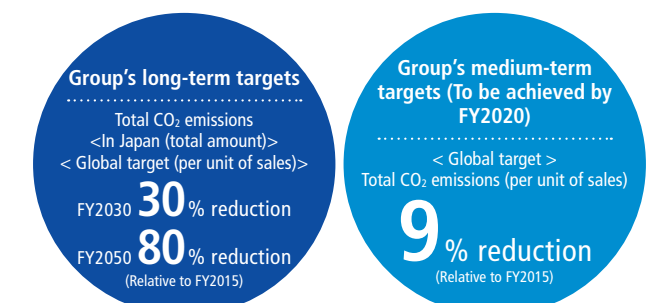 Group's long-term targets
Total CO₂ emissions
<In Japan (total amount)>
< Global target (per unit of sales)>
FY2030 30% reduction
FY2050 80% reduction
(Relative to FY2015)
Group's medium-term
targets (To be achieved by
FY2020)
< Global target >
Total CO₂ emissions (per unit of sales)
9% reduction
(Relative to FY2015)